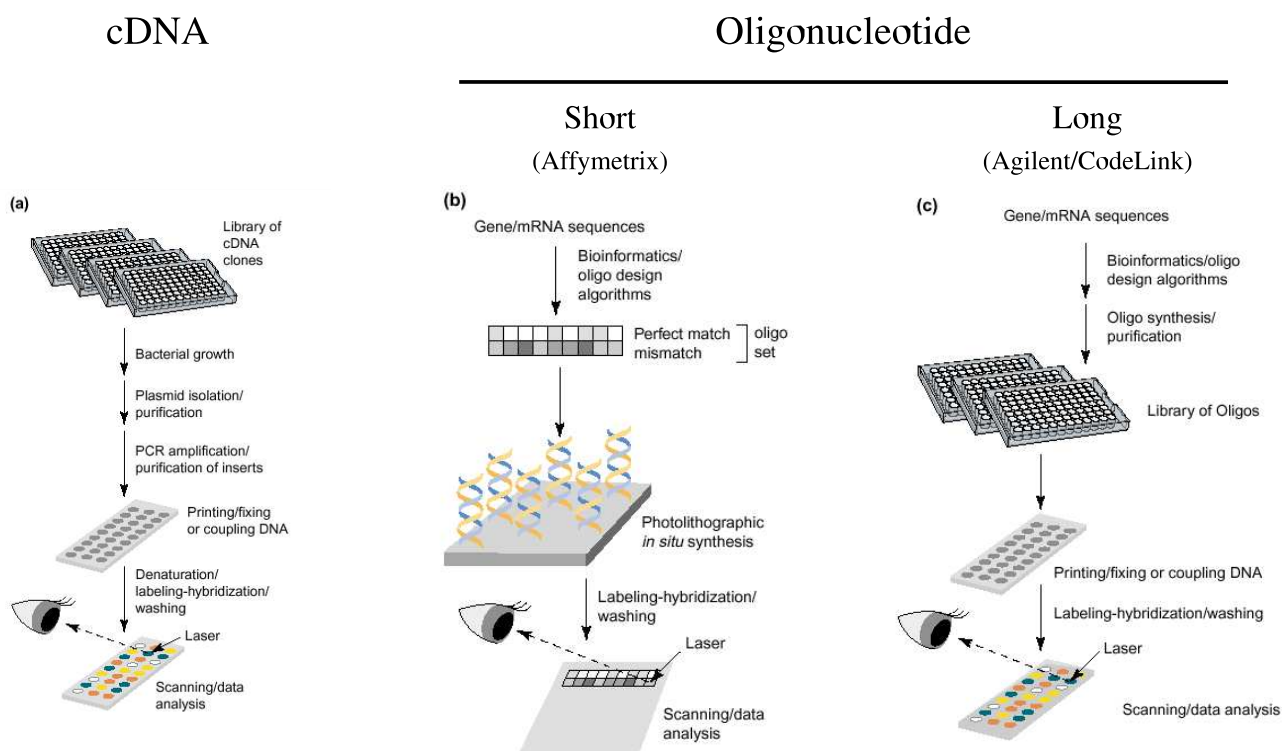 cDNA
Oligonucleotide
Short
(Affymetrix)
Long
(Agilent/CodeLink)
(a)
Library of
cDNA
clones
Bacterial growth
Plasmid isolation/
purification
PCR amplification/
purification of inserts
Printing/fixing
or coupling DNA
Denaturation/
labeling-hybridization/
washing
Laser
Scanning/data
analysis
(b)
Gene/mRNA sequences
Bioinformatics/
oligo design
algorithms
Perfect match
mismatch
oligo
set
Photolithographic
in situ synthesis
Labeling-hybridization/
washing
Laser
Scanning/data
analysis
(c)
Gene/mRNA sequences
Bioinformatics/oligo
design algorithms
Oligo synthesis/
purification
Library of Oligos
Printing/fixing or coupling DNA
Labeling-hybridization/washing
Laser
Scanning/data analysis